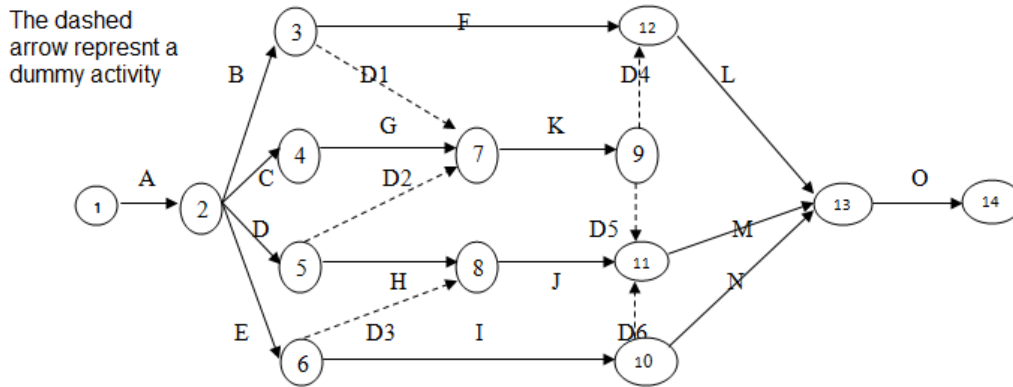 The dashed
arrow represnt a
dummy activity
3
F
12
B
D1
D4
L
G
K
4
7
9
A
C
D2
O
1
2
13
14
D
D5
M
5
8
11
H
J
N
E
D3
I
D6
6
10